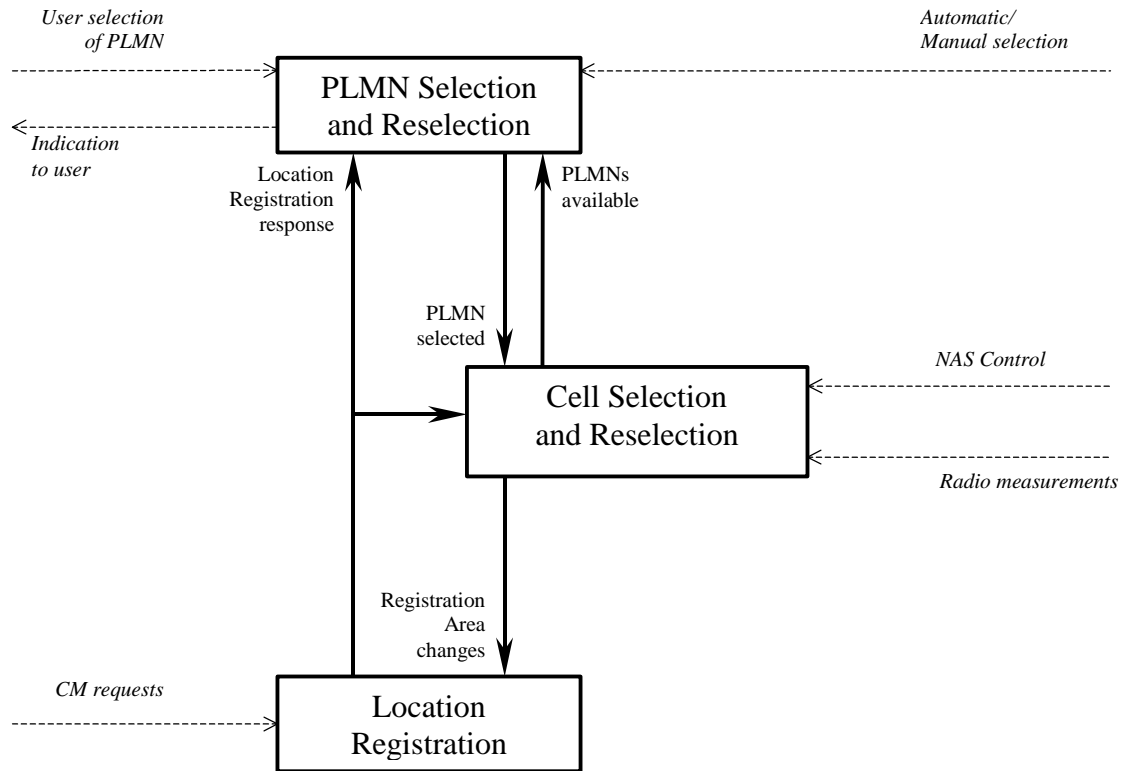 User selection
of PLMN
Automatic/
Manual selection
PLMN Selection
and Reselection
Indication
to user
Location
Registration
response
PLMNs
available
PLMN
selected
NAS Control
Cell Selection
and Reselection
Radio measurements
Registration
Area
changes
CM requests
Location
Registration